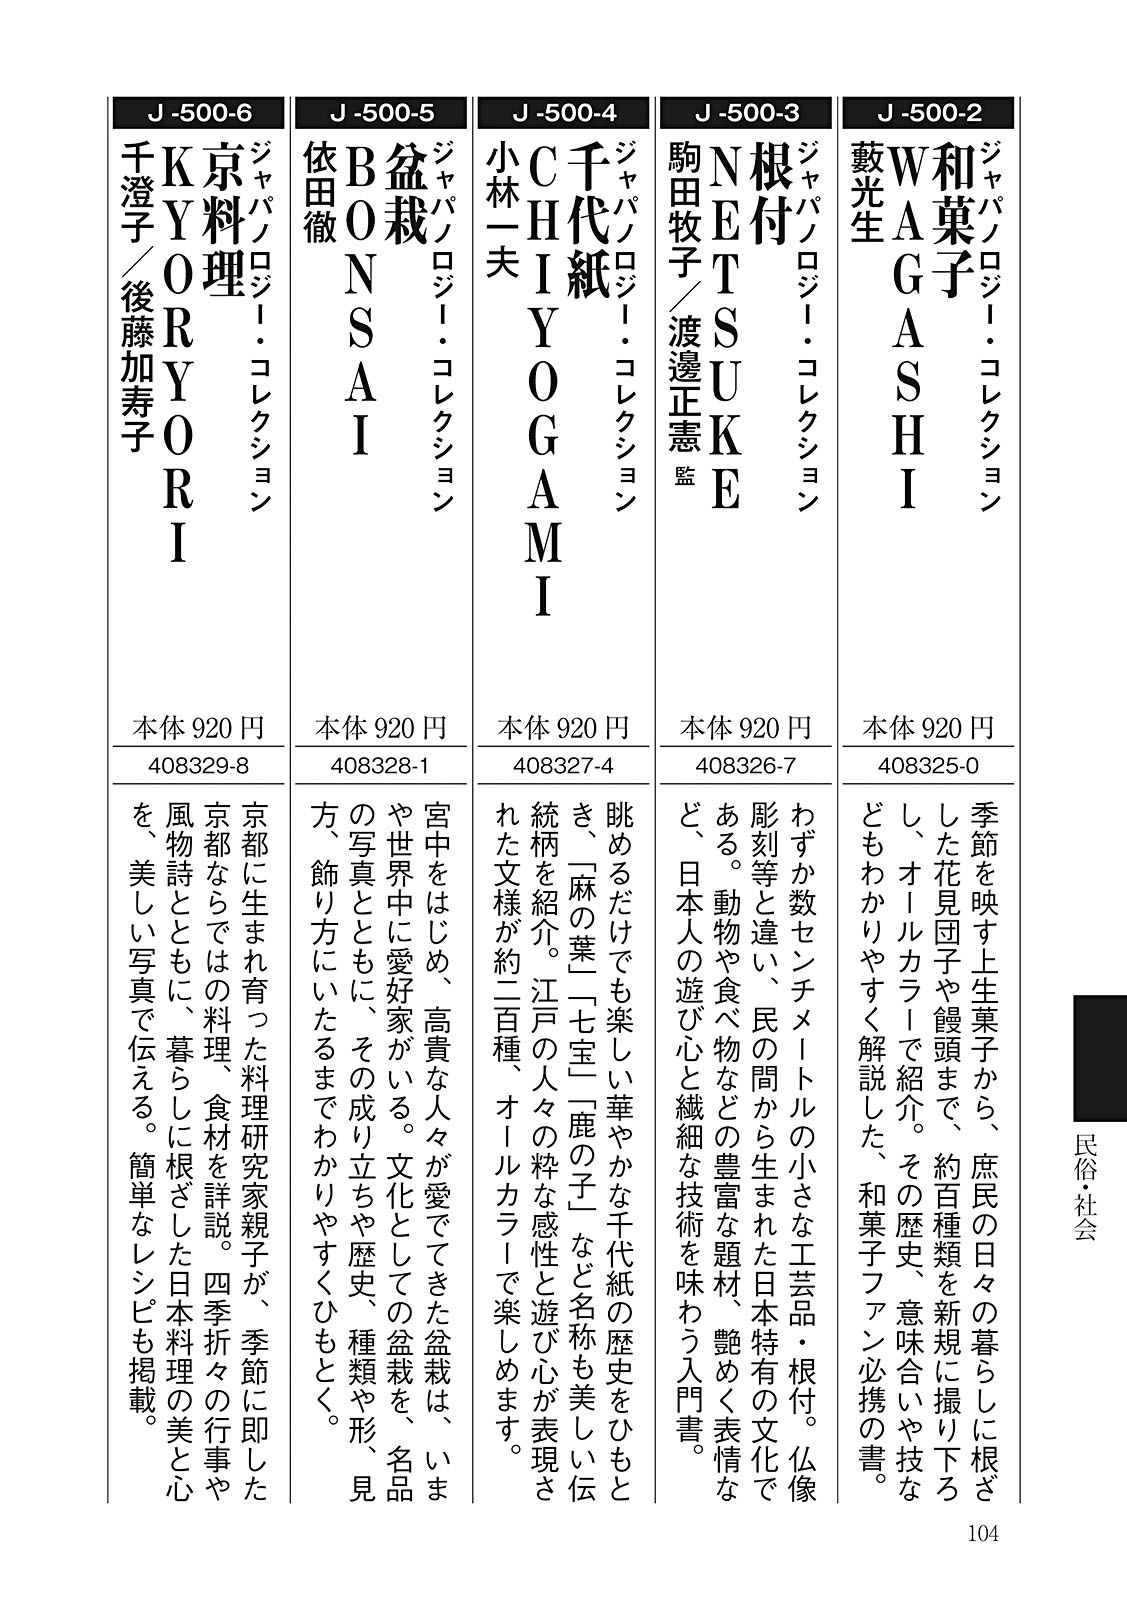 J-500-2
ジャパノロジー・コレクション
和菓子
WAGASHI
藪光生
本体920円
408325-0
季節を映す上生菓子から、庶民の日々の暮らしに根ざ
した花見団子や饅頭まで、約百種類を新規に撮り下ろ
し、オールカラーで紹介。その歴史、意味合いや技な
どもわかりやすく解説した、和菓子ファン必携の書。
J-500-3
ジャパノロジー・コレクション
根付
NETSUKE
駒田牧子／渡邊正憲 監
本体920円
408326-7
わずか数センチメートルの小さな工芸品・根付。仏像
彫刻等と違い、民の間から生まれた日本特有の文化で
ある。動物や食べ物などの豊富な題材、艶めく表情な
ど、日本人の遊び心と繊細な技術を味わう入門書。
J-500-4
ジャパノロジー・コレクション
千代紙
CHIYOGAMI
小林一夫
本体920円
408327-4
眺めるだけでも楽しい華やかな千代紙の歴史をひもと
き、「麻の葉」「七宝」「鹿の子」など名称も美しい伝
統柄を紹介。江戸の人々の粋な感性と遊び心が表現さ
れた文様が約二百種、オールカラーで楽しめます。
J-500-5
ジャパノロジー・コレクション
盆栽
BONSAI
依田徹
本体920円
408328-1
宮中をはじめ、高貴な人々が愛でてきた盆栽は、いま
や世界中に愛好家がいる。文化としての盆栽を、名品
の写真とともに、その成り立ちや歴史、種類や形、見
方、飾り方にいたるまでわかりやすくひもとく。
J-500-6
ジャパノロジー・コレクション
京料理
KYORYORI
千澄子／後藤加寿子
本体920円
408329-8
京都に生まれ育った料理研究家親子が、季節に即した
京都ならではの料理、食材を詳説。四季折々の行事や
風物詩とともに、暮らしに根ざした日本料理の美と心
を、美しい写真で伝える。簡単なレシピも掲載。
民俗・社会
104